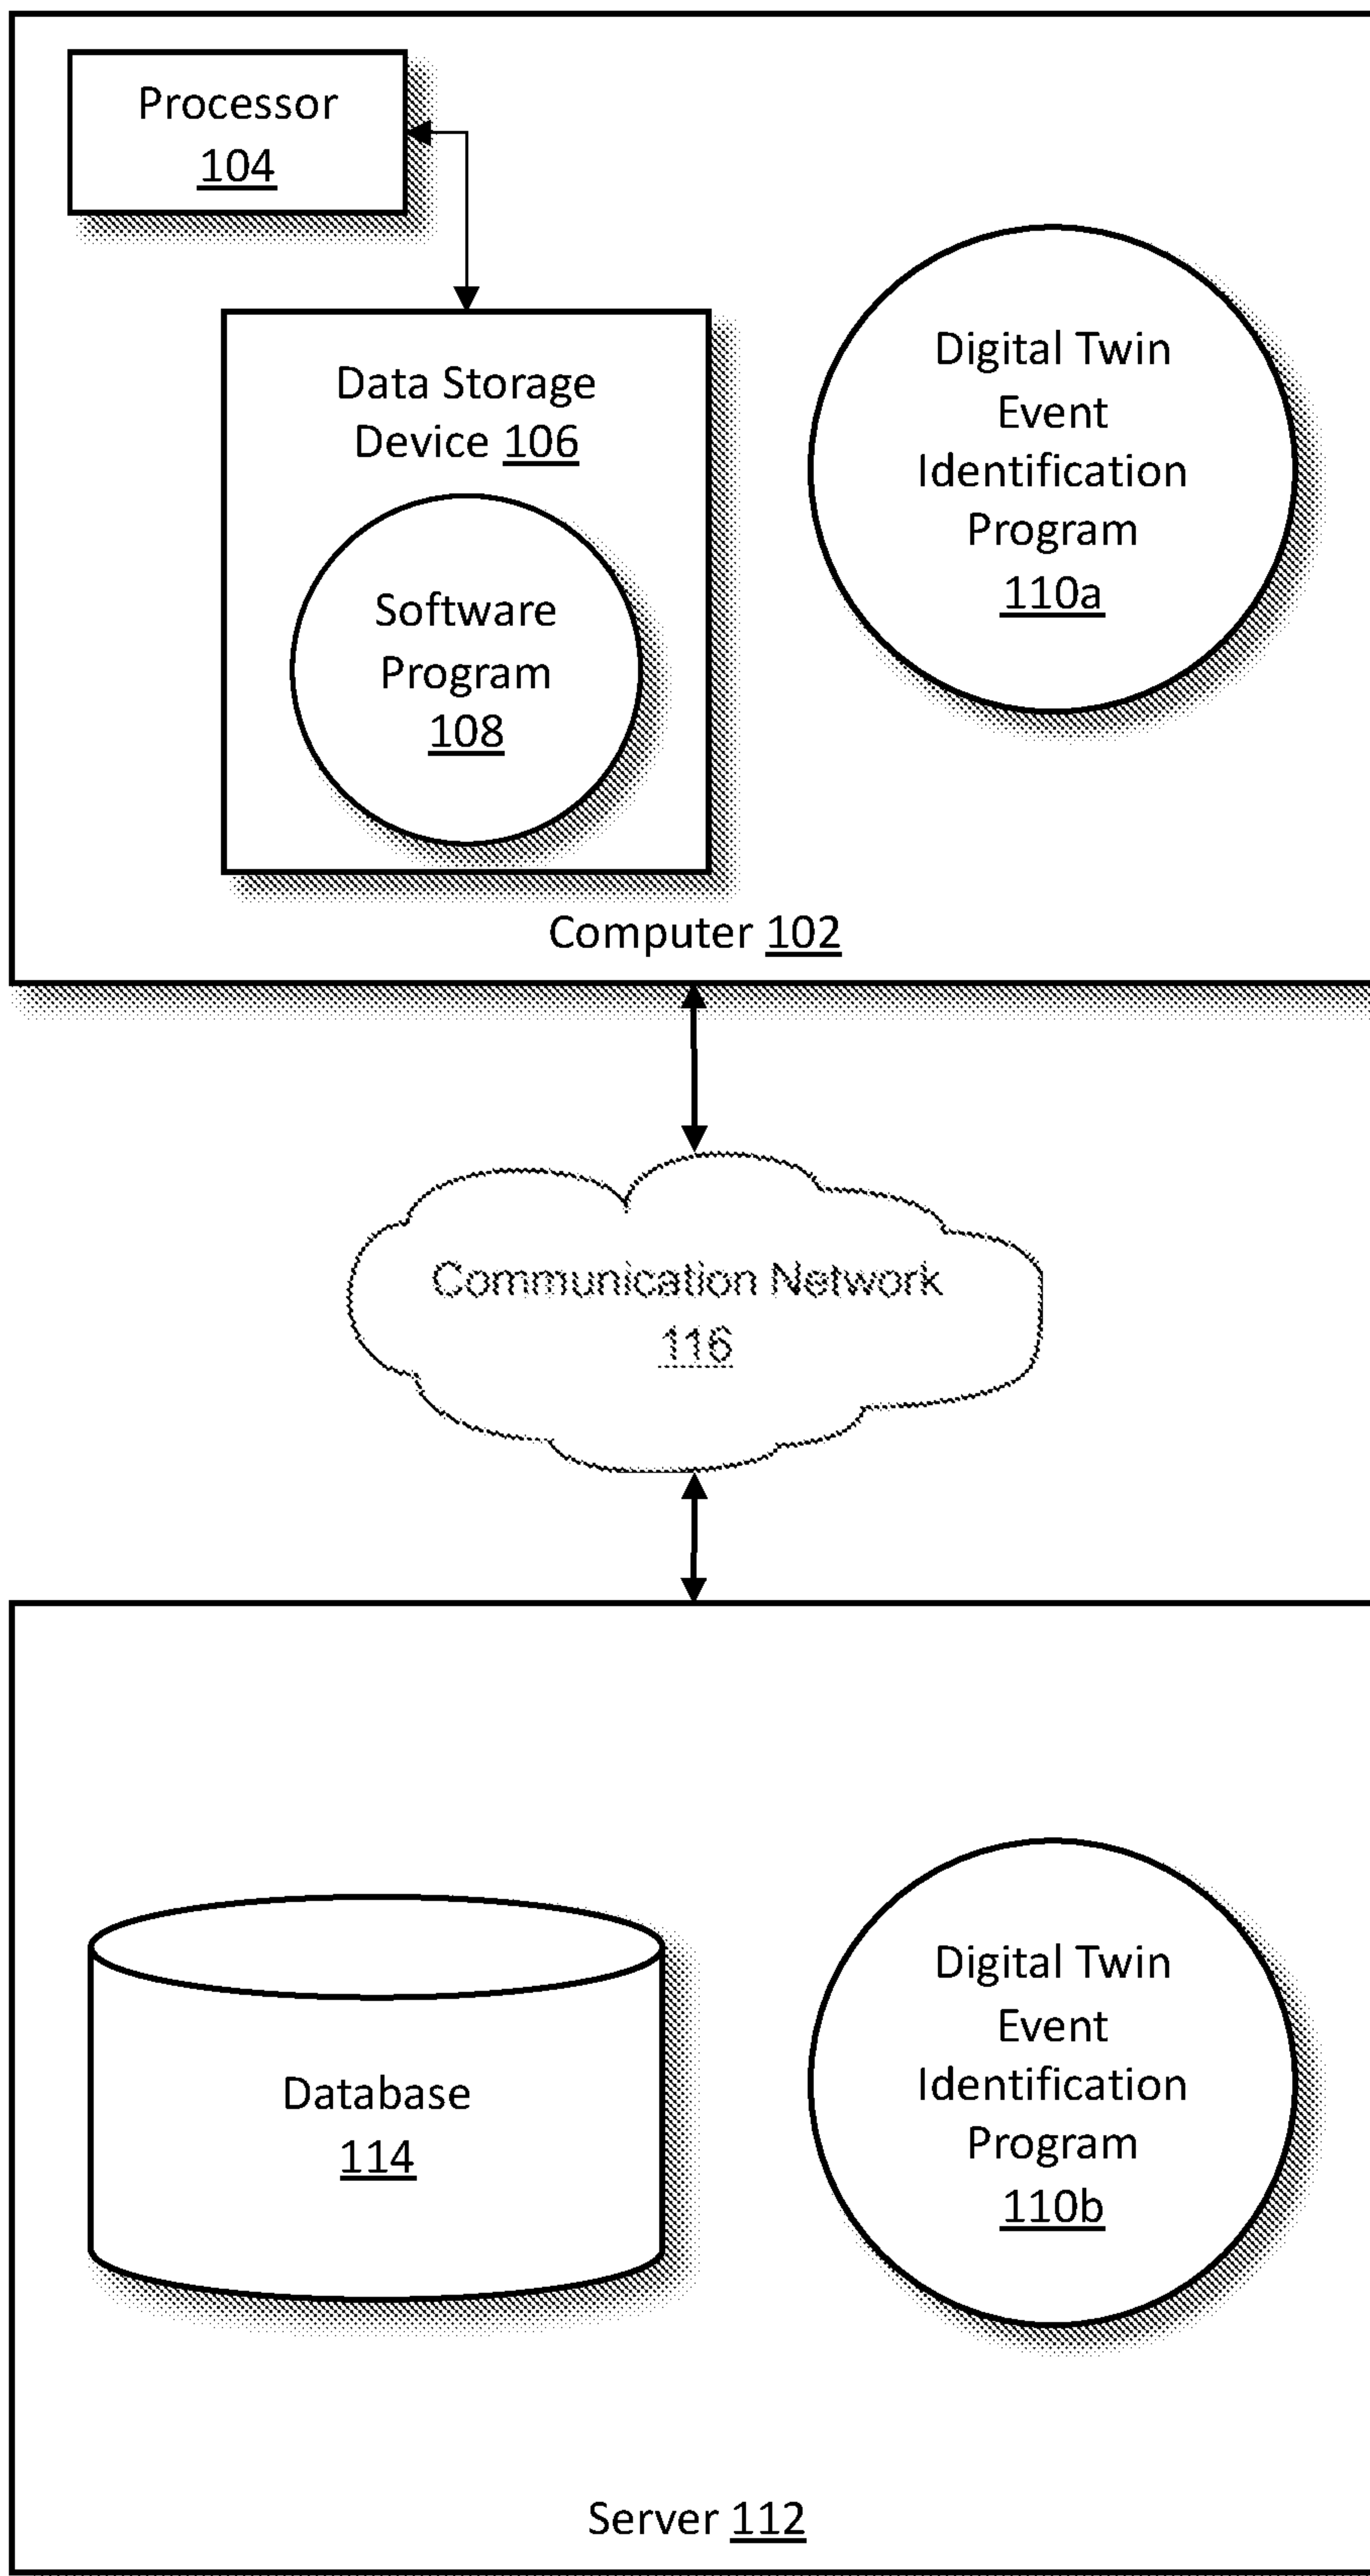 Processor
104
Data Storage
Device 106
Software
Program
108
Digital Twin
Event
Identification
Program
110a
Computer 102
Communication Network
116
Database
114
Digital Twin
Event
Identification
Program
110b
Server 112